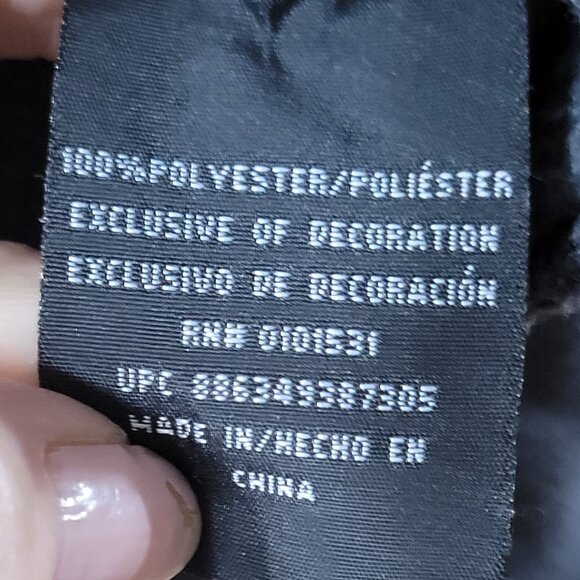 100%POLYESTER/POLIÉSTER
EXCLUSIVE OF DECORATION
EXCLUSIVO DE DECORACIÓN
RN# 0101531
UPC 886349387305
MADE IN/HECHO EN
CHINA